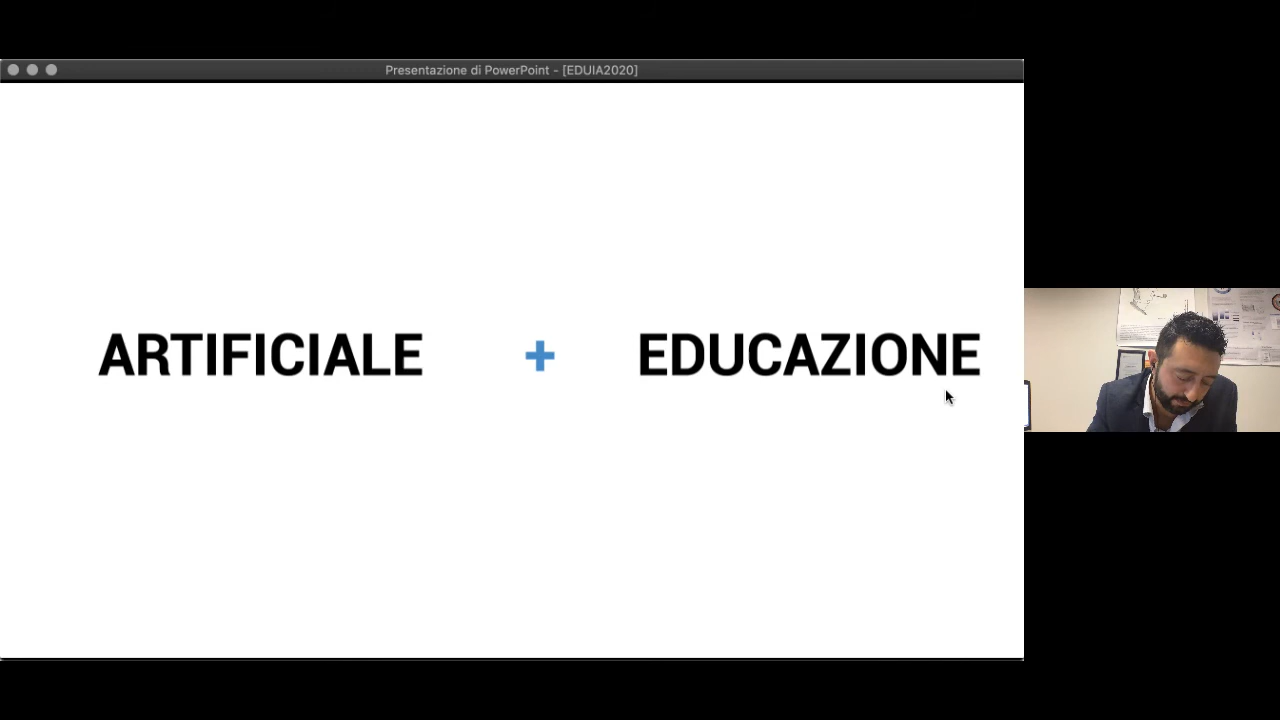 Presentazione di PowerPoint - [EDUIA2020]
ARTIFICIALE + EDUCAZIONE